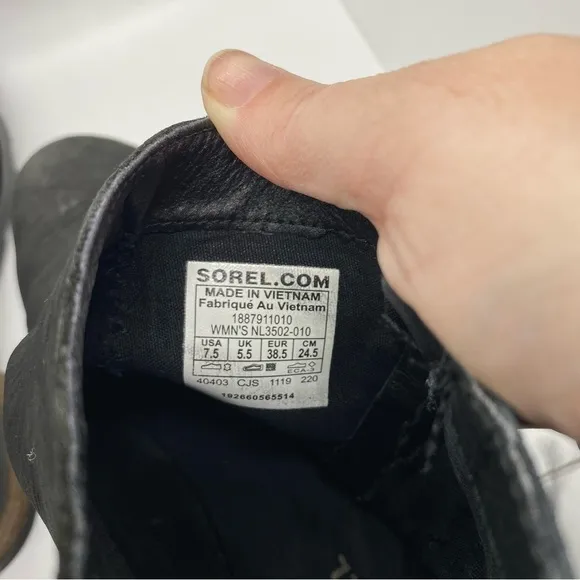 SOREL.COM
MADE IN VIETNAM
Fabriqué Au Vietnam
1887911010
WMN'S NL3502-010
USA UK EUR CM
7.5 5.5 38.5 24.5
40403 CJS 1119 220
192660565514